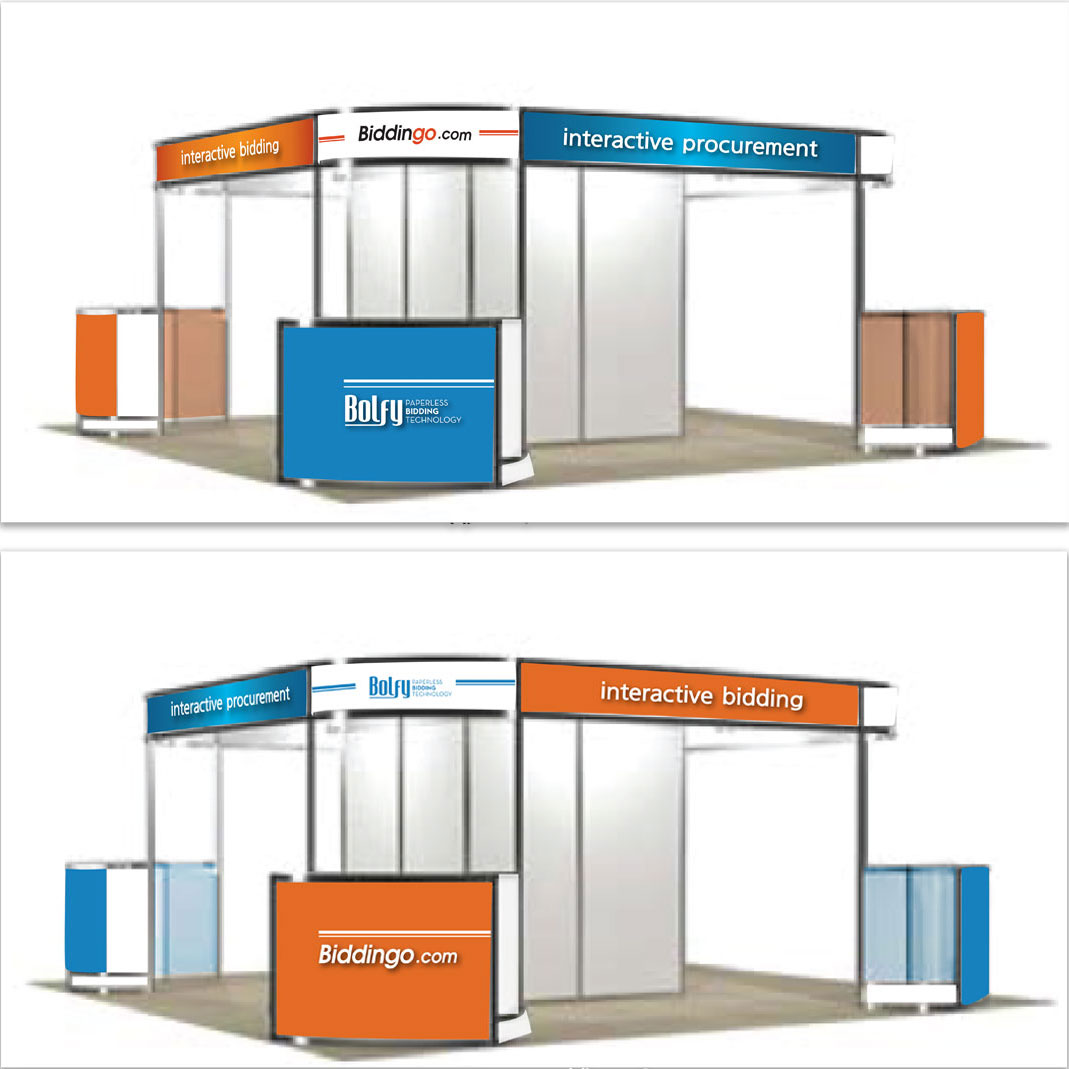 interactive bidding
Biddingo.com
interactive procurement
Bolfy
PAPERLESS
BIDDING
TECHNOLOGY
interactive procurement
Bolfy
PAPERLESS
BIDDING
TECHNOLOGY
interactive bidding
Biddingo.com